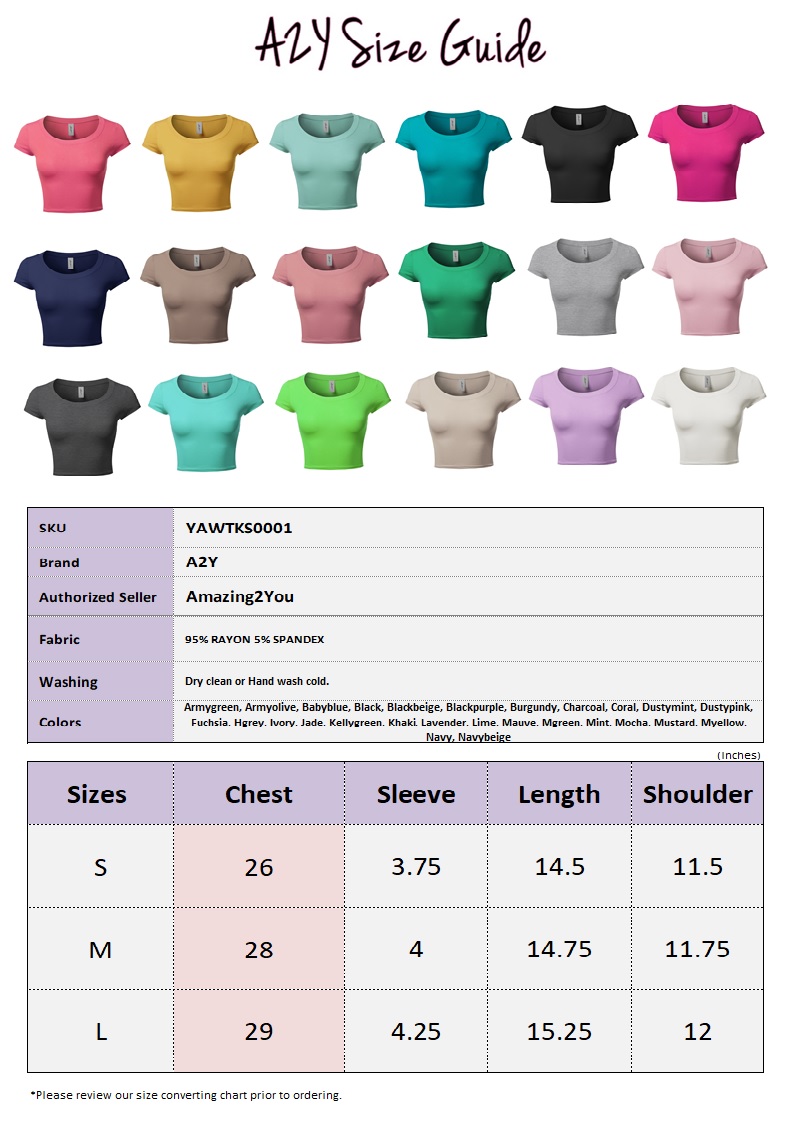 A2Y Size Guide
SKU YAWTKS0001
Brand A2Y
Authorized Seller Amazing2You
Fabric 95% RAYON 5% SPANDEX
Washing Dry clean or Hand wash cold.
Colors Armygreen, Armyolive, Babyblue, Black, Blackbeige, Blackpurple, Burgundy, Charcoal, Coral, Dustymint, Dustypink,
Fuchsia, Hgrey, Ivory, Jade, Kellygreen, Khaki, Lavender, Lime, Mauve, Mgreen, Mint, Mocha, Mustard, Myellow,
Navy, Navybeige
(Inches)
Sizes Chest Sleeve Length Shoulder
S 26 3.75 14.5 11.5
M 28 4 14.75 11.75
L 29 4.25 15.25 12
*Please review our size converting chart prior to ordering.